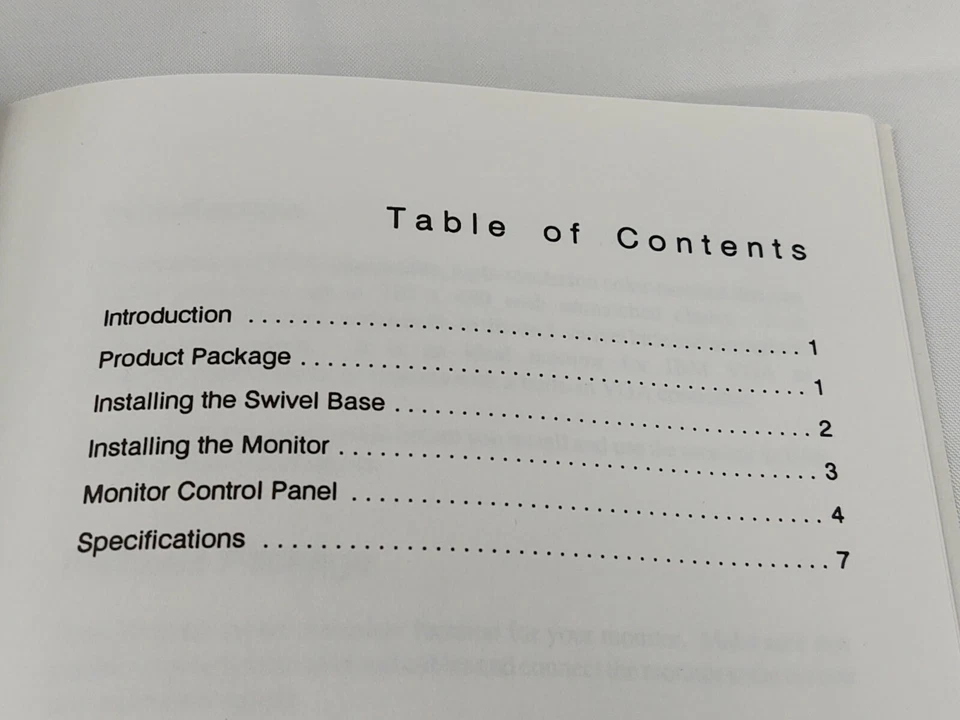 Table of Contents
Introduction ........................................ 1
Product Package ..................................... 1
Installing the Swivel Base .......................... 2
Installing the Monitor .............................. 3
Monitor Control Panel ............................... 4
Specifications ...................................... 7